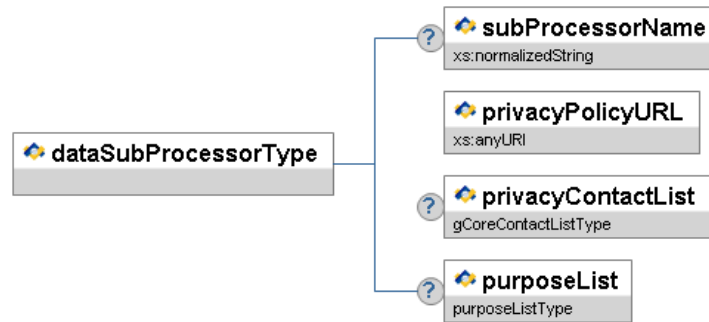 subProcessorName
xs:normalizedString
privacyPolicyURL
xs:anyURI
dataSubProcessorType
privacyContactList
gCoreContactListType
purposeList
purposeListType
?
?
?